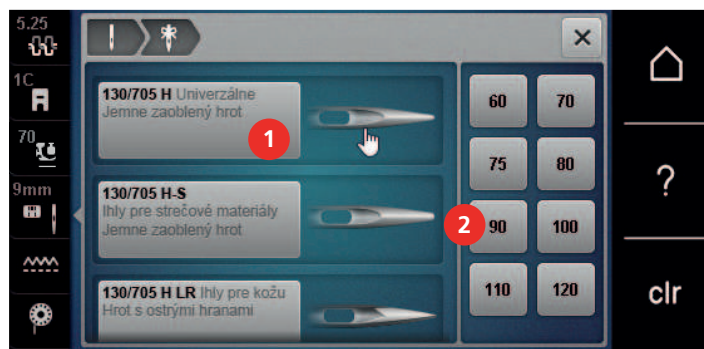 5.25
1C
70
9mm
130/705 H Univerzálne
Jemne zaoblený hrot
1
130/705 H-S
Ihly pre strečové materiály
Jemne zaoblený hrot
2
130/705 H LR Ihly pre kožu
Hrot s ostrými hranami
60 70
75 80
90 100
110 120
?
clr